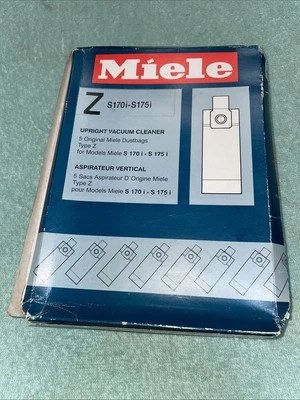 Miele
Z S170i-S175i
UPRIGHT VACUUM CLEANER
5 Original Miele Dustbags
Type Z
for Models Miele S 170 i - S 175 i
ASPIRATEUR VERTICAL
5 Sacs Aspirateur D'Origine Miele
Type Z
pour Models Miele S 170 i - S 175 i